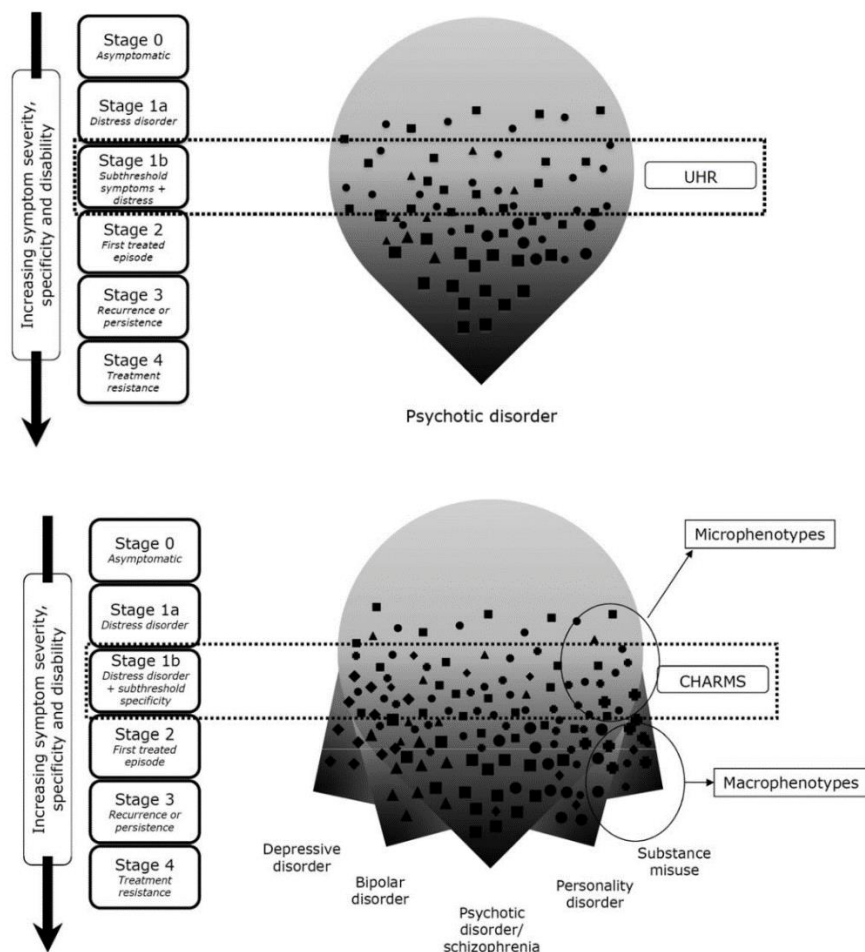 Increasing symptom severity,
specificity and disability
Stage 0
Asymptomatic
Stage 1a
Distress disorder
Stage 1b
Subthreshold
symptoms +
distress
Stage 2
First treated
episode
Stage 3
Recurrence or
persistence
Stage 4
Treatment
resistance
UHR
Psychotic disorder
Increasing symptom severity,
specificity and disability
Stage 0
Asymptomatic
Stage 1a
Distress disorder
Stage 1b
Distress disorder
+ subthreshold
specificity
Stage 2
First treated
episode
Stage 3
Recurrence or
persistence
Stage 4
Treatment
resistance
Microphenotypes
CHARMS
Macrophenotypes
Depressive
disorder
Bipolar
disorder
Psychotic
disorder/
schizophrenia
Personality
disorder
Substance
misuse